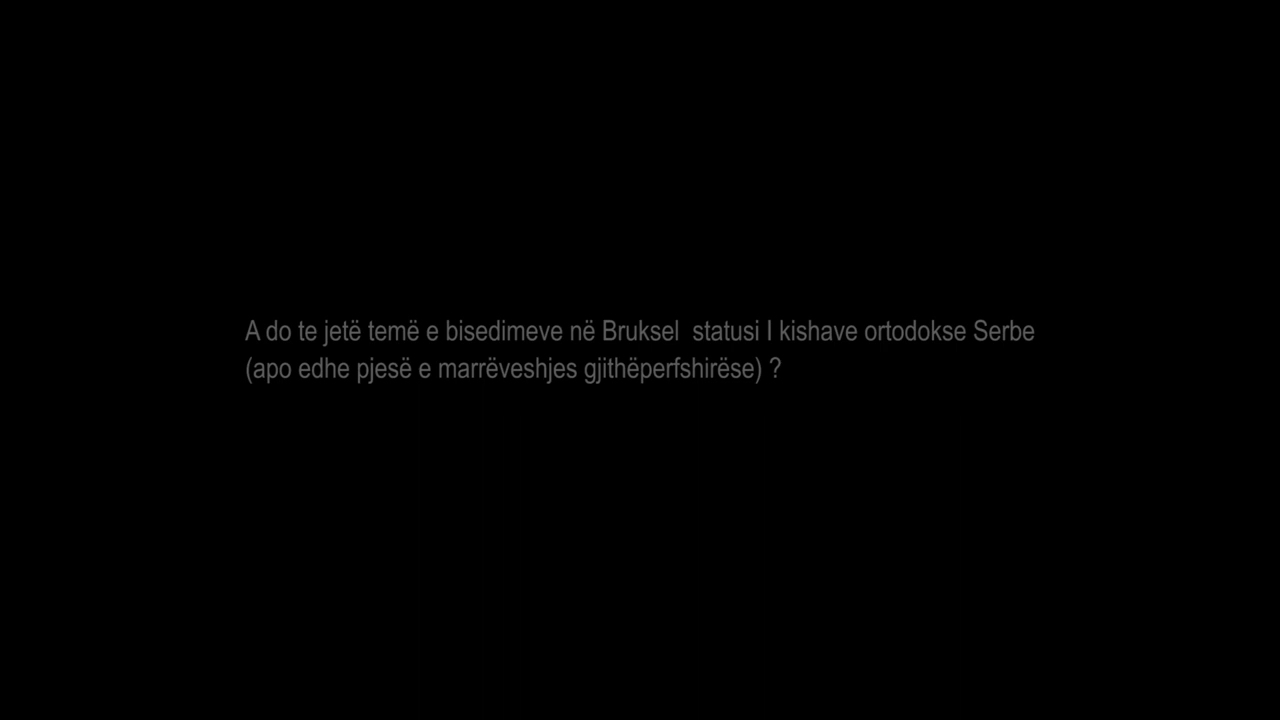 A do te jetë temë e bisedimeve në Bruksel  statusi I kishave ortodokse Serbe
(apo edhe pjesë e marrëveshjes gjithëperfshirëse) ?